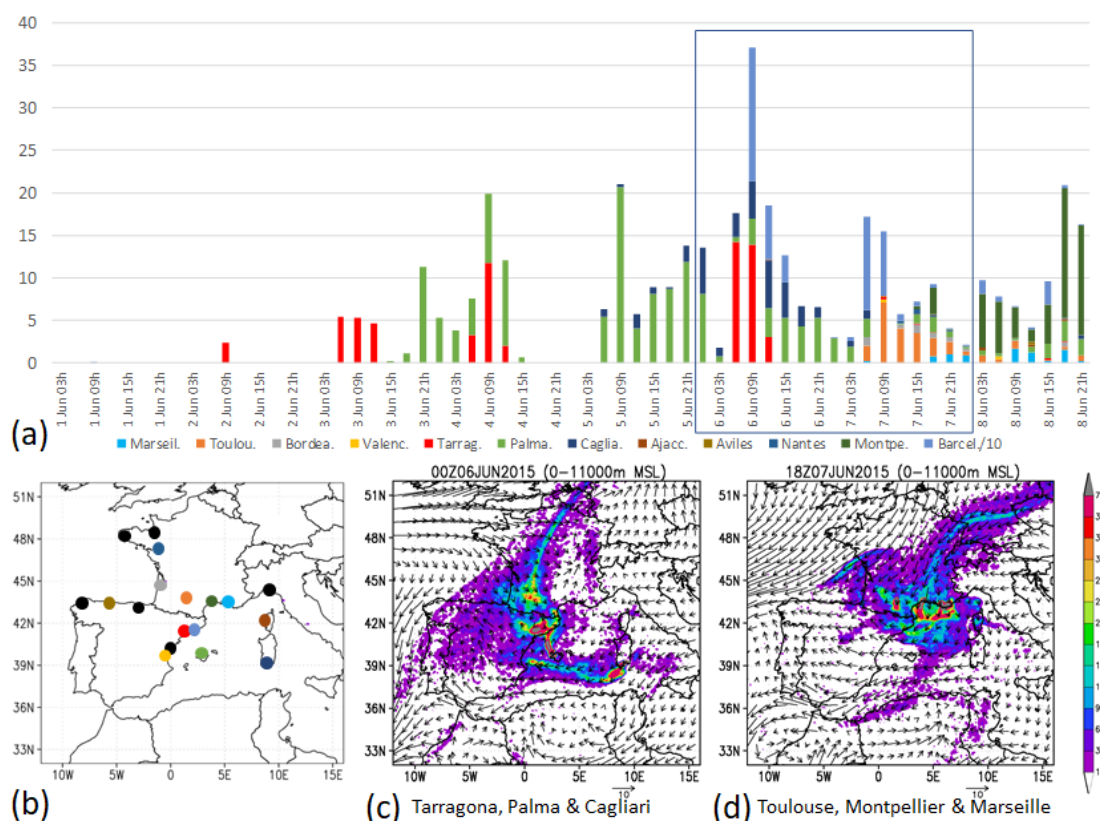 40
35
30
25
20
15
10
5
0
1 Jun 03h
1 Jun 09h
1 Jun 15h
1 Jun 21h
2 Jun 03h
2 Jun 09h
2 Jun 15h
2 Jun 21h
3 Jun 03h
3 Jun 09h
3 Jun 15h
3 Jun 21h
4 Jun 03h
4 Jun 09h
4 Jun 15h
4 Jun 21h
5 Jun 03h
5 Jun 09h
5 Jun 15h
5 Jun 21h
6 Jun 03h
6 Jun 09h
6 Jun 15h
6 Jun 21h
7 Jun 03h
7 Jun 09h
7 Jun 15h
7 Jun 21h
8 Jun 03h
8 Jun 09h
8 Jun 15h
8 Jun 21h
(a)
Marseil. Toulou. Bordea. Valenc. Tarrag. Palma. Caglia. Ajacc. Aviles Nantes Montpe. Barcel./10
00Z06JUN2015 (0-11000m MSL)
18Z07JUN2015 (0-11000m MSL)
51N
48N
45N
42N
39N
36N
33N
10W 5W 0 5E 10E 15E
(b)
51N
48N
45N
42N
39N
36N
33N
10W 5W 0 5E 10E 15E
10
(c) Tarragona, Palma & Cagliari
51N
48N
45N
42N
39N
36N
33N
10W 5W 0 5E 10E 15E
10
(d) Toulouse, Montpellier & Marseille